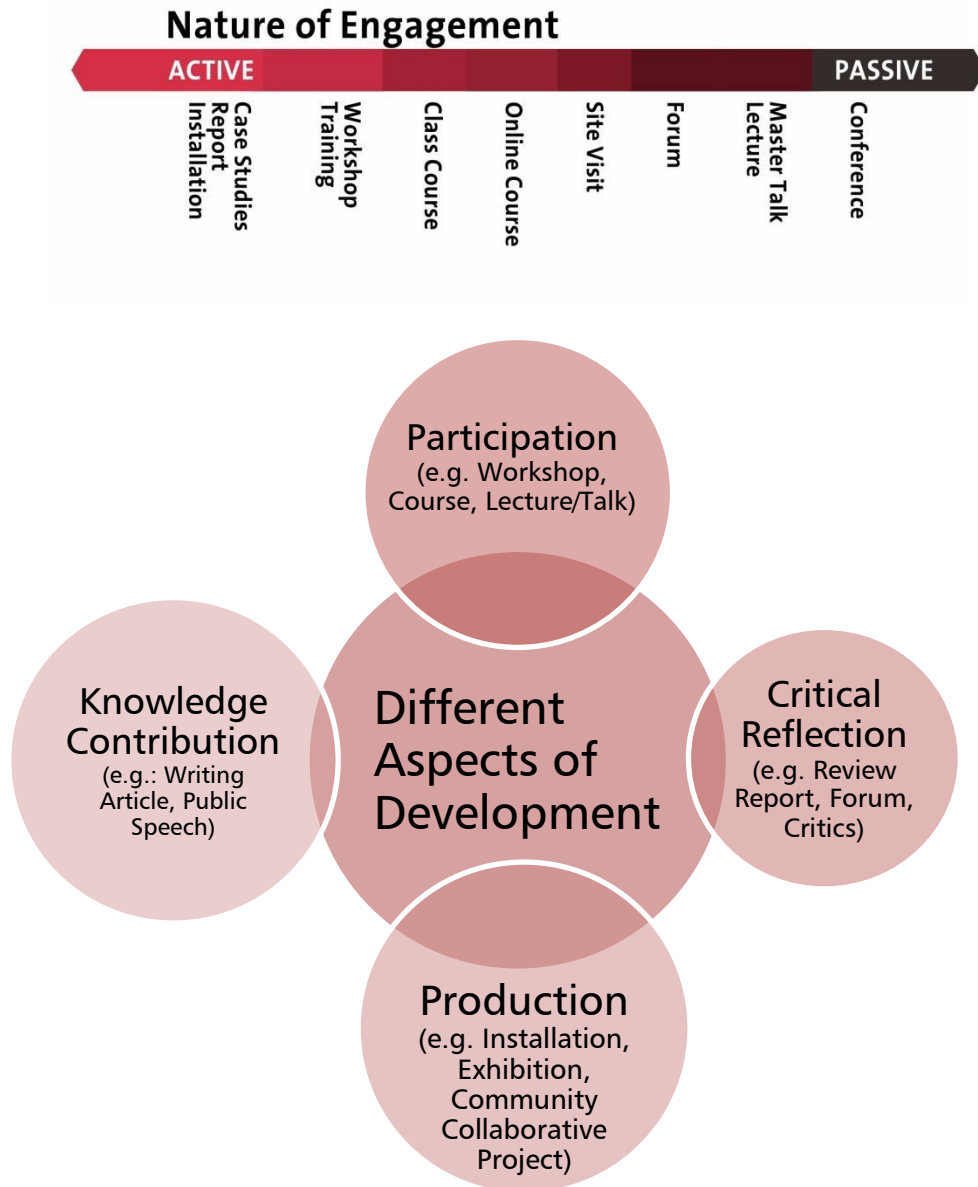 Nature of Engagement
ACTIVE
PASSIVE
Case Studies
Report
Installation
Workshop
Training
Class Course
Online Course
Site Visit
Forum
Master Talk
Lecture
Conference
Participation
(e.g. Workshop,
Course, Lecture/Talk)
Knowledge
Contribution
(e.g.: Writing
Article, Public
Speech)
Different
Aspects of
Development
Critical
Reflection
(e.g. Review
Report, Forum,
Critics)
Production
(e.g. Installation,
Exhibition,
Community
Collaborative
Project)